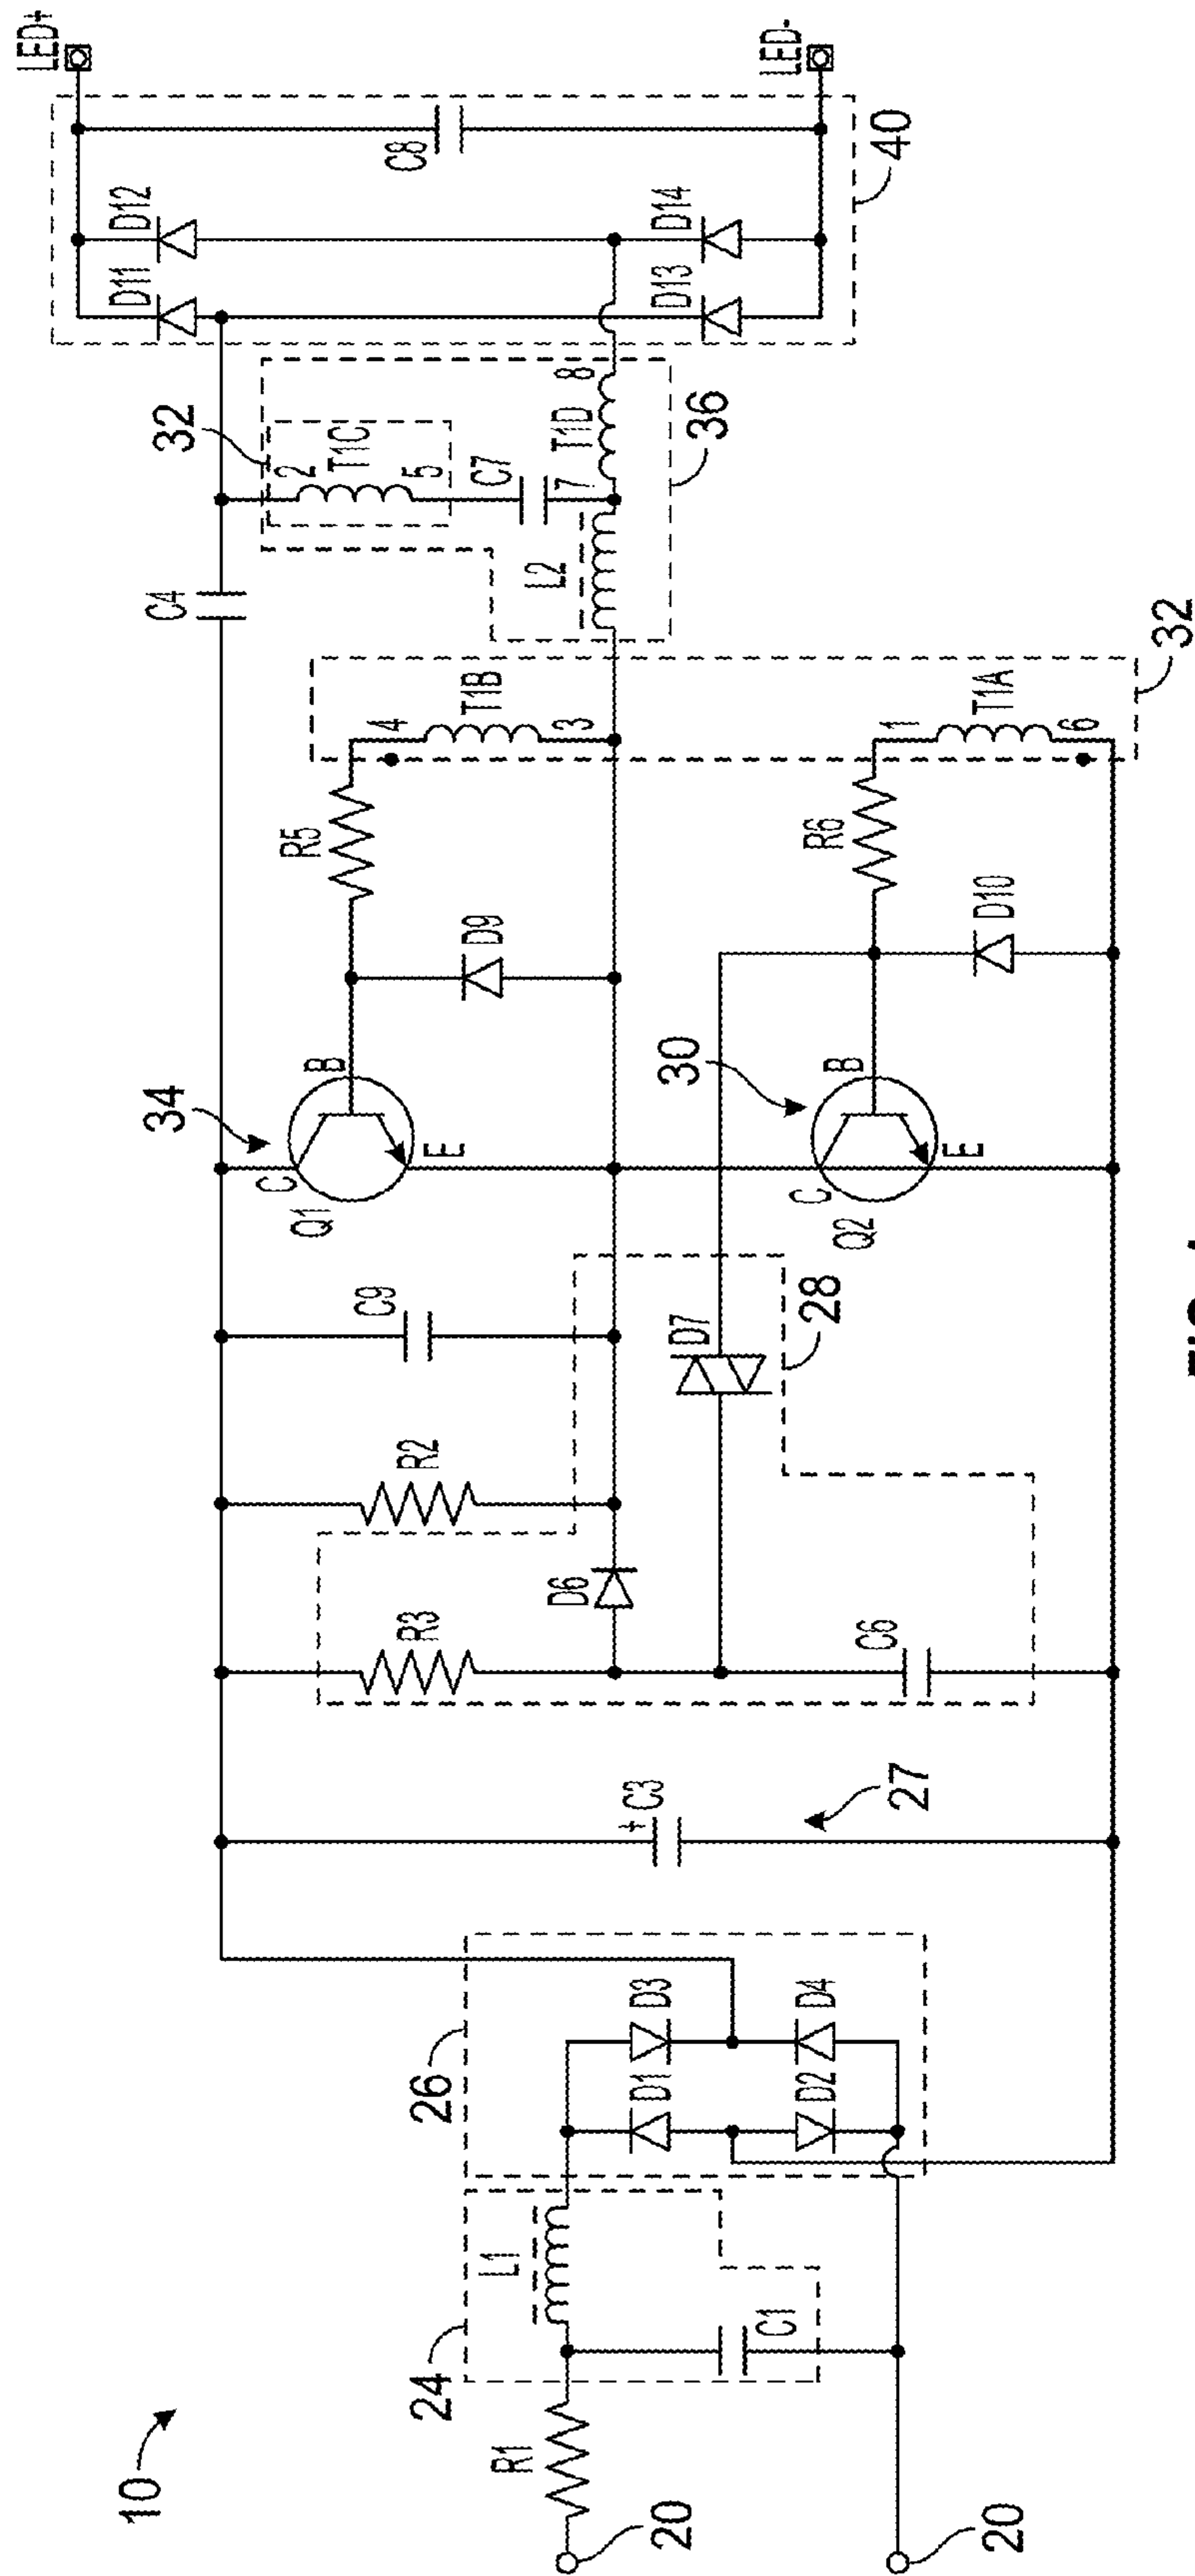 10
20
20
R1
24
L1
C1
26
D1
D3
D2
D4
27
+
C3
R3
R2
C9
D6
C6
28
D7
34
C
B
E
Q1
30
C
B
E
Q2
D9
D10
R5
R6
4
T1B
3
1
T1A
6
32
C4
32
2
T1C
5
C7
L2
7
T1D
8
36
D11
D12
D13
D14
C8
40
LED+
LED-